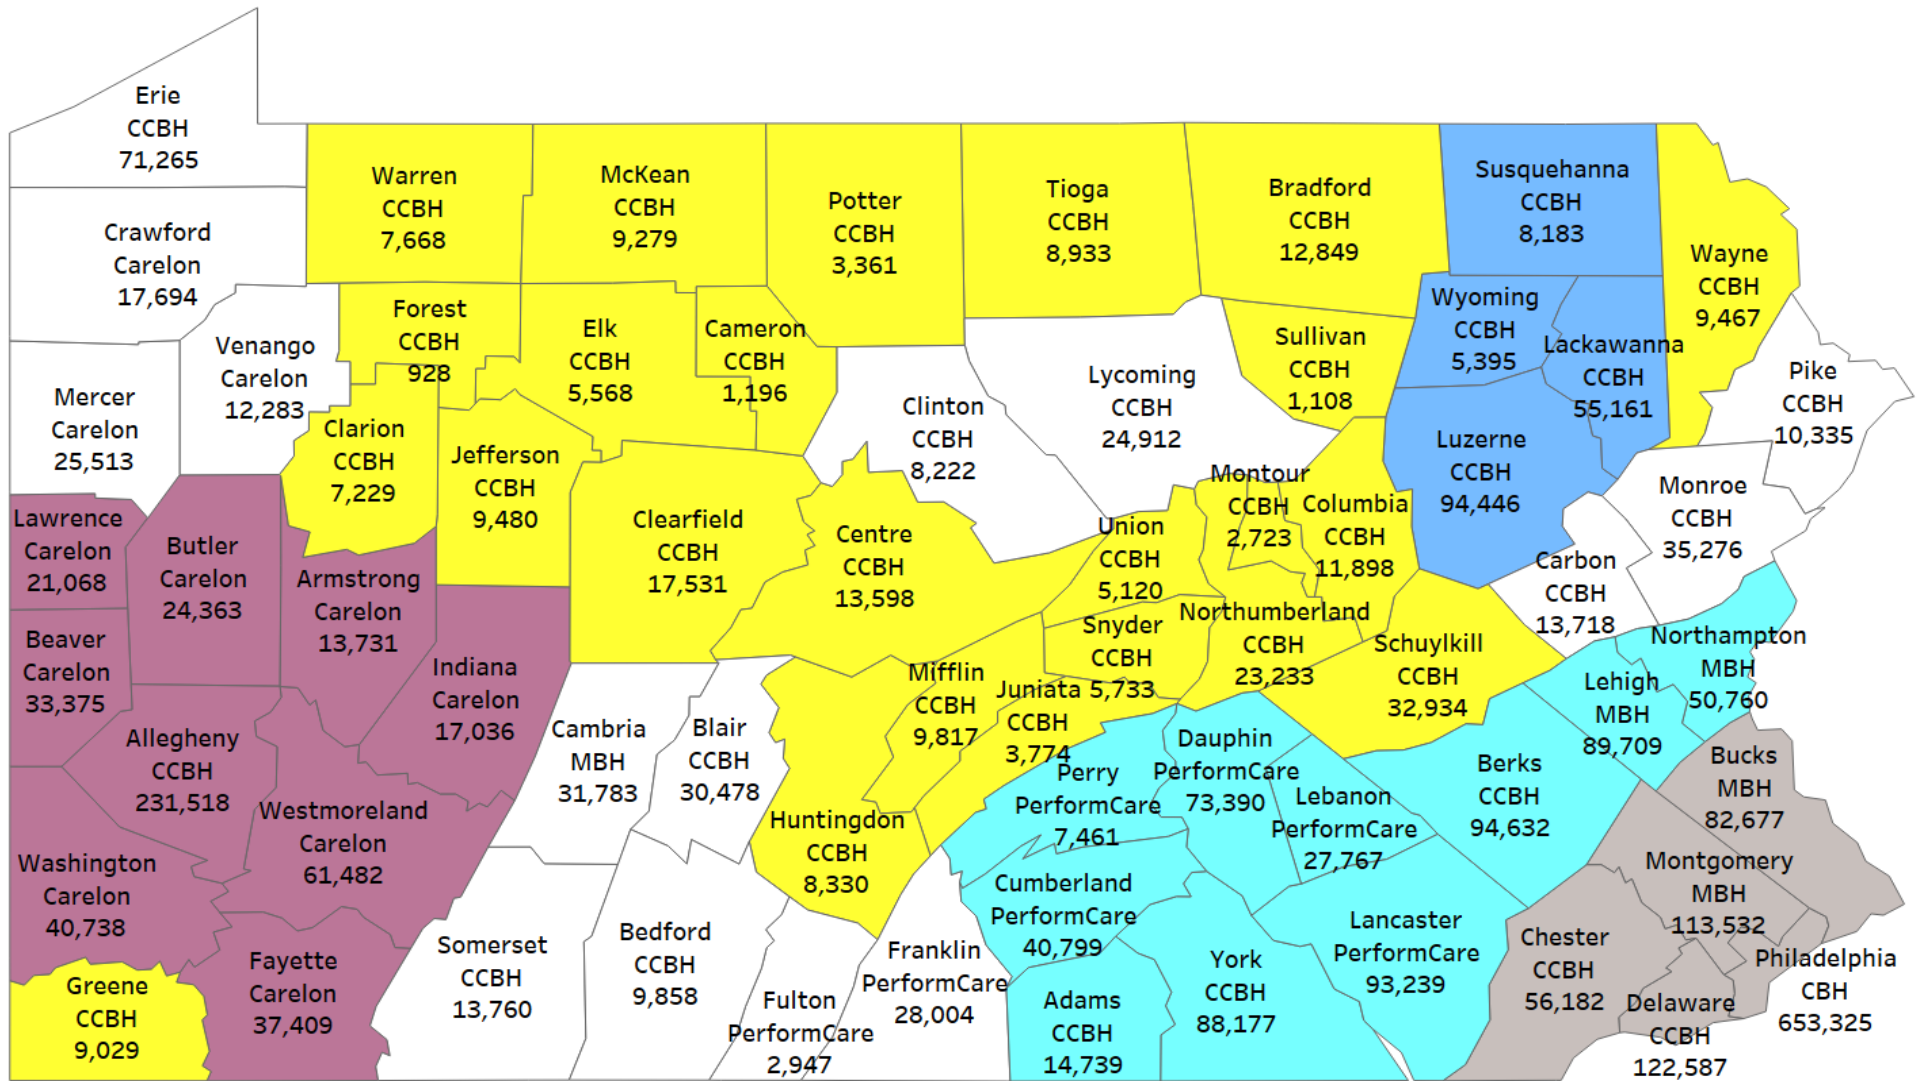 Erie
CCBH
71,265
Crawford
Carelon
17,694
Mercer
Carelon
25,513
Venango
Carelon
12,283
Warren
CCBH
7,668
McKean
CCBH
9,279
Potter
CCBH
3,361
Tioga
CCBH
8,933
Bradford
CCBH
12,849
Susquehanna
CCBH
8,183
Wayne
CCBH
9,467
Forest
CCBH
928
Elk
CCBH
5,568
Cameron
CCBH
1,196
Sullivan
CCBH
1,108
Wyoming
CCBH
5,395
Lackawanna
CCBH
55,161
Pike
CCBH
10,335
Clarion
CCBH
7,229
Jefferson
CCBH
9,480
Clinton
CCBH
8,222
Lycoming
CCBH
24,912
Luzerne
CCBH
94,446
Monroe
CCBH
35,276
Lawrence
Carelon
21,068
Butler
Carelon
24,363
Armstrong
Carelon
13,731
Clearfield
CCBH
17,531
Centre
CCBH
13,598
Union
CCBH
5,120
Montour
CCBH
2,723
Columbia
CCBH
11,898
Carbon
CCBH
13,718
Beaver
Carelon
33,375
Indiana
Carelon
17,036
Snyder
CCBH
5,733
Northumberland
CCBH
23,233
Schuylkill
CCBH
32,934
Northampton
MBH
50,760
Lehigh
MBH
89,709
Allegheny
CCBH
231,518
Westmoreland
Carelon
61,482
Cambria
MBH
31,783
Blair
CCBH
30,478
Mifflin
CCBH
9,817
Juniata
CCBH
3,774
Perry
PerformCare
7,461
Dauphin
PerformCare
73,390
Lebanon
PerformCare
27,767
Berks
CCBH
94,632
Bucks
MBH
82,677
Washington
Carelon
40,738
Huntingdon
CCBH
8,330
Cumberland
PerformCare
40,799
Lancaster
PerformCare
93,239
Montgomery
MBH
113,532
Greene
CCBH
9,029
Fayette
Carelon
37,409
Somerset
CCBH
13,760
Bedford
CCBH
9,858
Fulton
PerformCare
2,947
Franklin
PerformCare
28,004
Adams
CCBH
14,739
York
CCBH
88,177
Chester
CCBH
56,182
Delaware
CCBH
122,587
Philadelphia
CBH
653,325